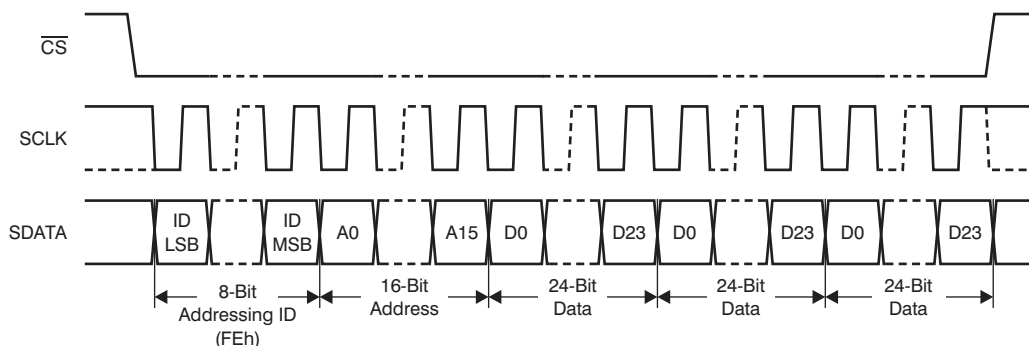 CS
SCLK
SDATA
ID
LSB
ID
MSB
A0
A15
D0
D23
D0
D23
D0
D23
8-Bit
Addressing ID
(FEh)
16-Bit
Address
24-Bit
Data
24-Bit
Data
24-Bit
Data